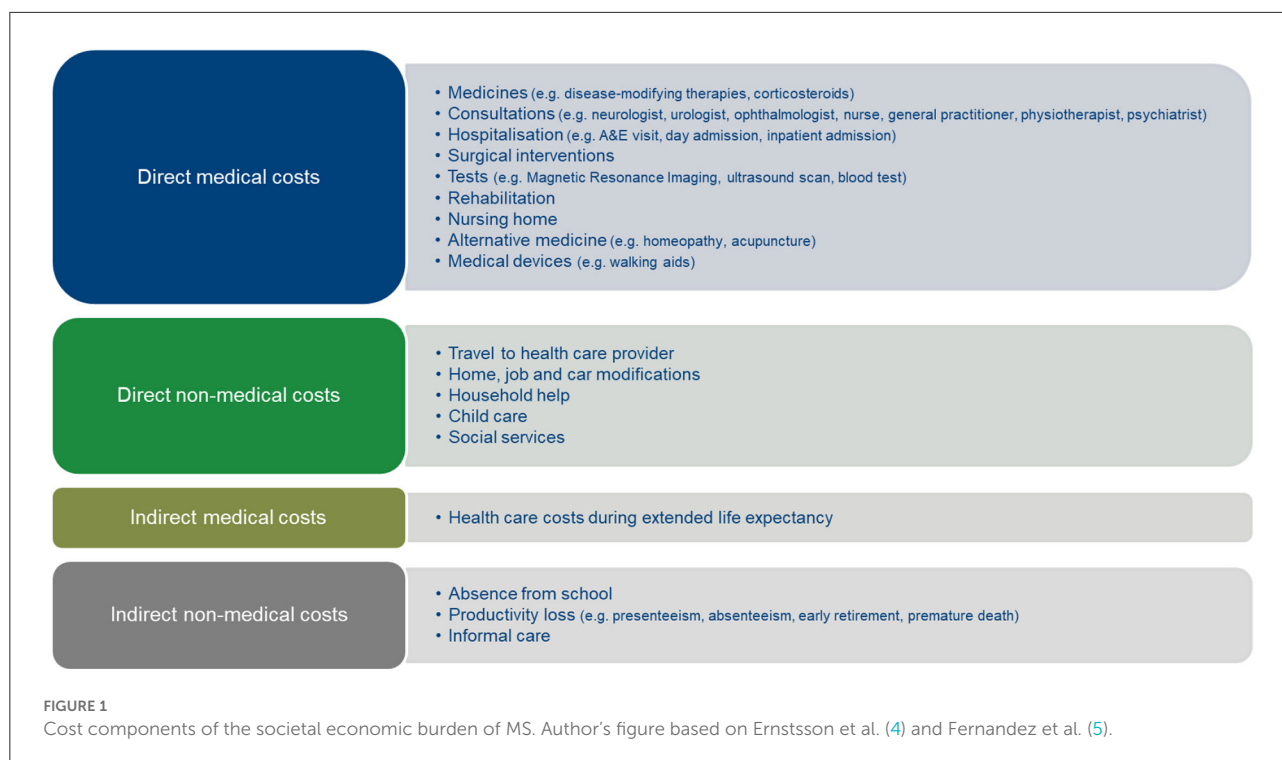 Direct medical costs
• Medicines (e.g. disease-modifying therapies, corticosteroids)
• Consultations (e.g. neurologist, urologist, ophthalmologist, nurse, general practitioner, physiotherapist, psychiatrist)
• Hospitalisation (e.g. A&E visit, day admission, inpatient admission)
• Surgical interventions
• Tests (e.g. Magnetic Resonance Imaging, ultrasound scan, blood test)
• Rehabilitation
• Nursing home
• Alternative medicine (e.g. homeopathy, acupuncture)
• Medical devices (e.g. walking aids)
Direct non-medical costs
• Travel to health care provider
• Home, job and car modifications
• Household help
• Child care
• Social services
Indirect medical costs
• Health care costs during extended life expectancy
Indirect non-medical costs
• Absence from school
• Productivity loss (e.g. presenteeism, absenteeism, early retirement, premature death)
• Informal care
FIGURE 1
Cost components of the societal economic burden of MS. Author's figure based on Ernstsson et al. (4) and Fernandez et al. (5).